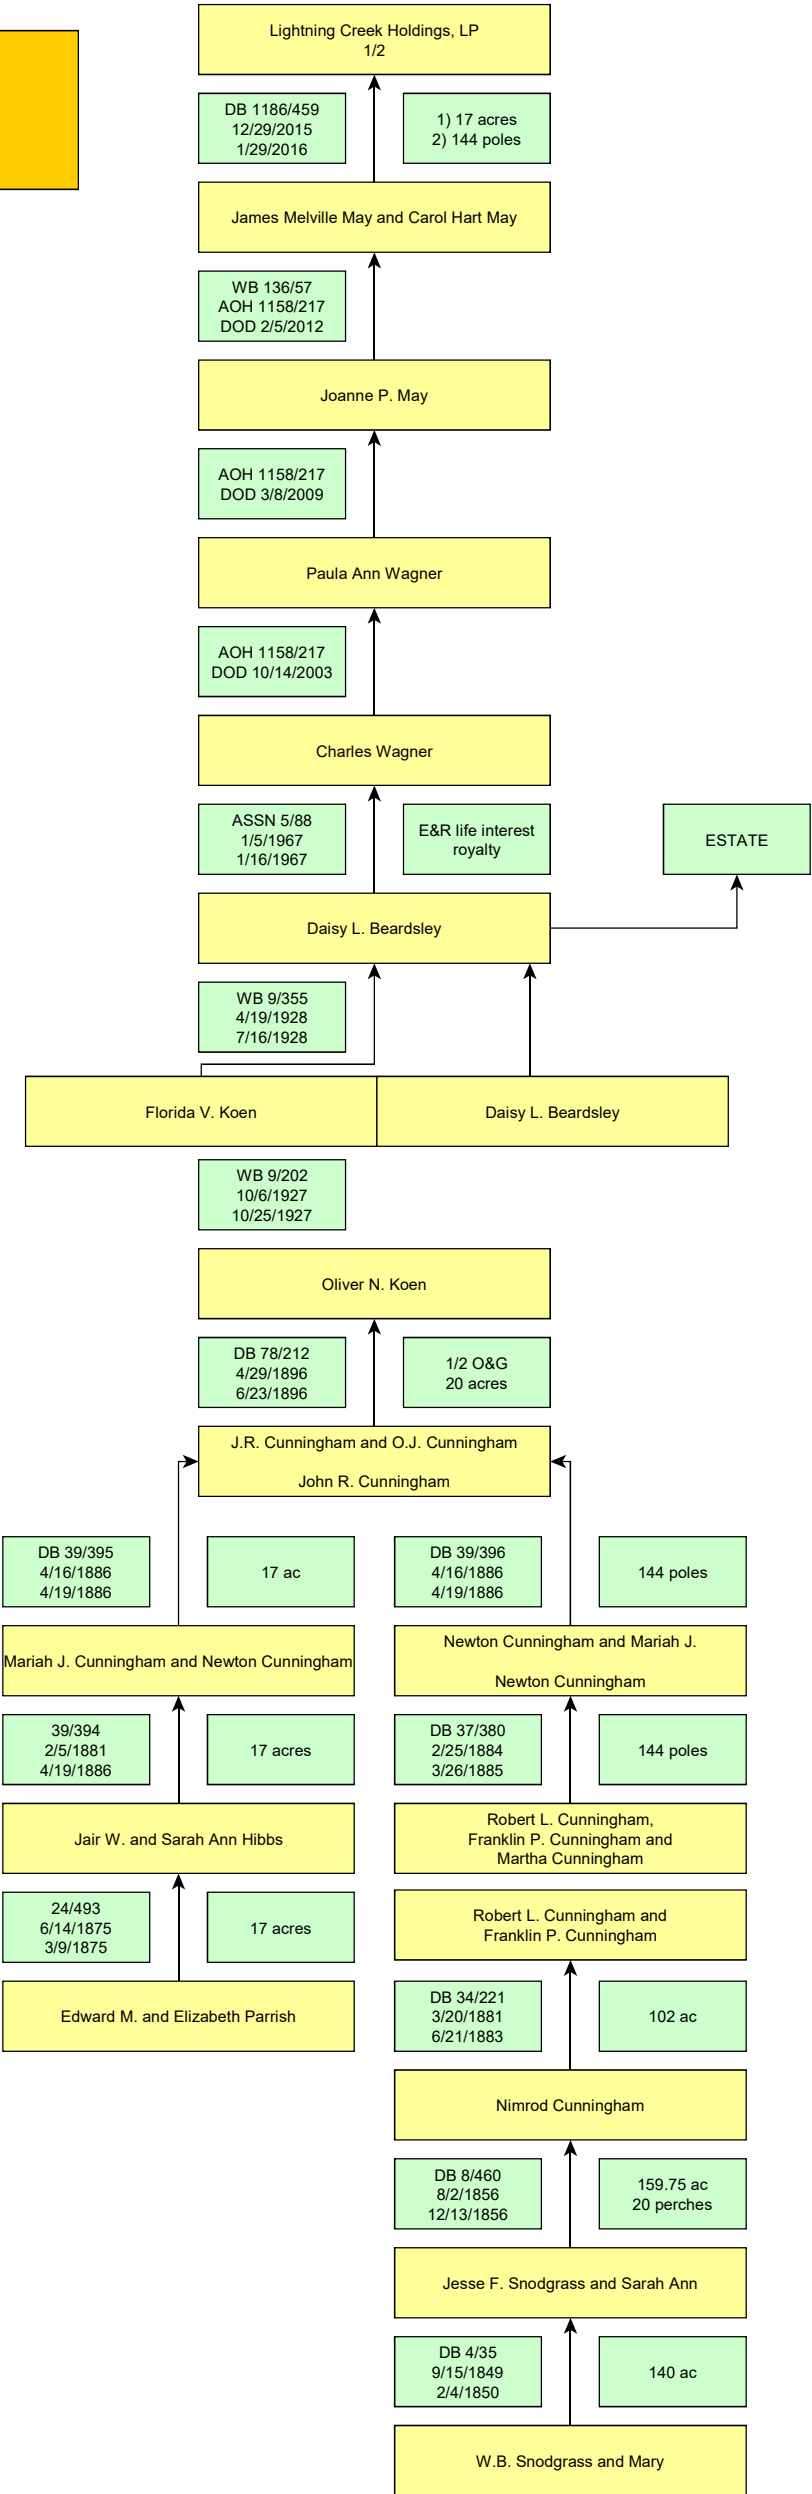 Lightning Creek Holdings, LP
1/2
DB 1186/459
12/29/2015
1/29/2016
1) 17 acres
2) 144 poles
James Melville May and Carol Hart May
WB 136/57
AOH 1158/217
DOD 2/5/2012
Joanne P. May
AOH 1158/217
DOD 3/8/2009
Paula Ann Wagner
AOH 1158/217
DOD 10/14/2003
Charles Wagner
ASSN 5/88
1/5/1967
1/16/1967
E&R life interest
royalty
ESTATE
Daisy L. Beardsley
WB 9/355
4/19/1928
7/16/1928
Florida V. Koen
Daisy L. Beardsley
WB 9/202
10/6/1927
10/25/1927
Oliver N. Koen
DB 78/212
4/29/1896
6/23/1896
1/2 O&G
20 acres
J.R. Cunningham and O.J. Cunningham
John R. Cunningham
DB 39/395
4/16/1886
4/19/1886
17 ac
DB 39/396
4/16/1886
4/19/1886
144 poles
Mariah J. Cunningham and Newton Cunningham
Newton Cunningham and Mariah J.
Newton Cunningham
39/394
2/5/1881
4/19/1886
17 acres
DB 37/380
2/25/1884
3/26/1885
144 poles
Jair W. and Sarah Ann Hibbs
Robert L. Cunningham,
Franklin P. Cunningham and
Martha Cunningham
24/493
6/14/1875
3/9/1875
17 acres
Robert L. Cunningham and
Franklin P. Cunningham
Edward M. and Elizabeth Parrish
DB 34/221
3/20/1881
6/21/1883
102 ac
Nimrod Cunningham
DB 8/460
8/2/1856
12/13/1856
159.75 ac
20 perches
Jesse F. Snodgrass and Sarah Ann
DB 4/35
9/15/1849
2/4/1850
140 ac
W.B. Snodgrass and Mary